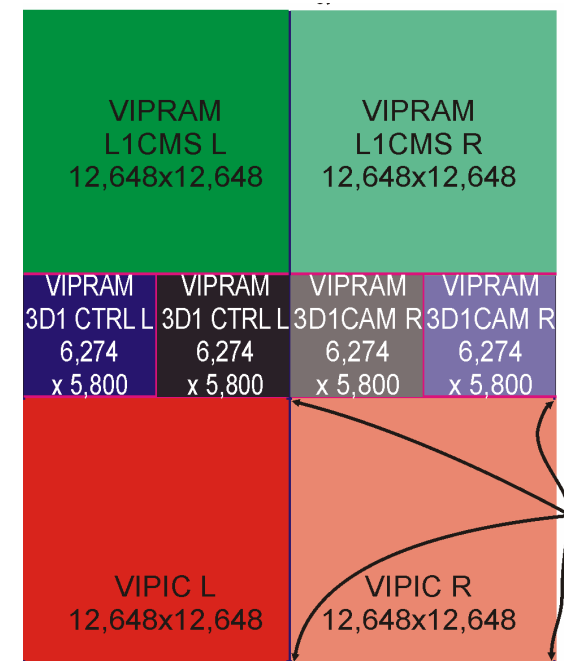 VIPRAM
L1CMS L
12,648x12,648
VIPRAM
L1CMS R
12,648x12,648
VIPRAM
3D1 CTRL L
6,274
x 5,800
VIPRAM
3D1 CTRL L
6,274
x 5,800
VIPRAM
3D1CAM R
6,274
x 5,800
VIPRAM
3D1CAM R
6,274
x 5,800
VIPIC L
12,648x12,648
VIPIC R
12,648x12,648